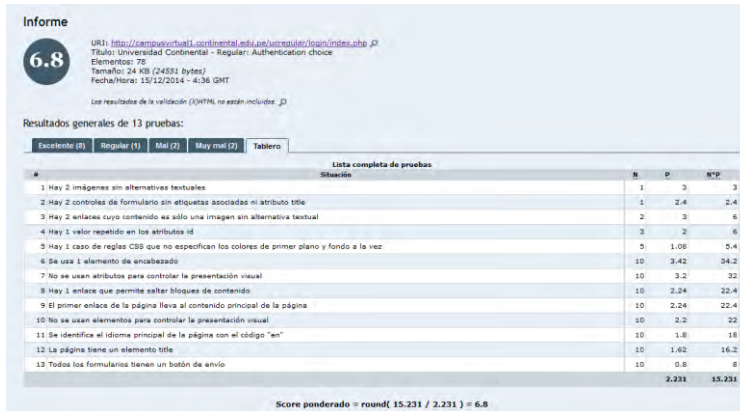 Informe
6.8
URI: http://campusvirtual1.continental.edu.pe/ucregular/login/index.php
Título: Universidad Continental - Regular: Authentication choice
Elementos: 78
Tamaño: 24 KB (24551 bytes)
Fecha/Hora: 15/12/2014 - 4:36 GMT
Los resultados de la validación (X)HTML no están incluidos.
Resultados generales de 13 pruebas:
Excelente (8) Regular (1) Mal (2) Muy mal (2) Tablero
Lista completa de pruebas
# Situación N P N*P
1 Hay 2 imágenes sin alternativas textuales 1 3 3
2 Hay 2 controles de formulario sin etiquetas asociadas ni atributo title 1 2.4 2.4
3 Hay 2 enlaces cuyo contenido es sólo una imagen sin alternativa textual 2 3 6
4 Hay 1 valor repetido en los atributos id 3 2 6
5 Hay 1 caso de reglas CSS que no especifican los colores de primer plano y fondo a la vez 5 1.08 5.4
6 Se usa 1 elemento de encabezado 10 3.42 34.2
7 No se usan atributos para controlar la presentación visual 10 3.2 32
8 Hay 1 enlace que permite saltar bloques de contenido 10 2.24 22.4
9 El primer enlace de la página lleva al contenido principal de la página 10 2.24 22.4
10 No se usan elementos para controlar la presentación visual 10 2.2 22
11 Se identifica el idioma principal de la página con el código "en" 10 1.8 18
12 La página tiene un elemento title 10 1.62 16.2
13 Todos los formularios tienen un botón de envío 10 0.8 8
2.231 15.231
Score ponderado = round( 15.231 / 2.231 ) = 6.8